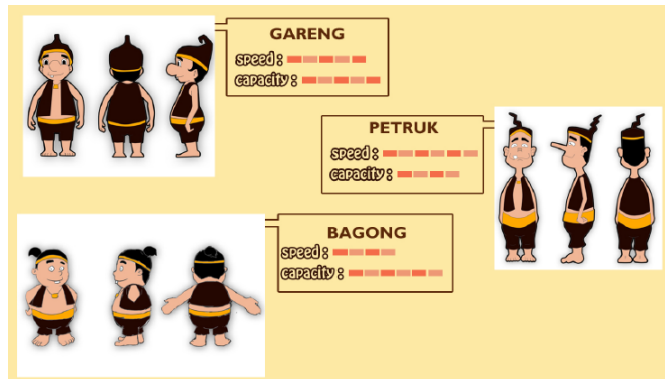 GARENG
speed :
capacity :
PETRUK
speed :
capacity :
BAGONG
speed :
capacity :